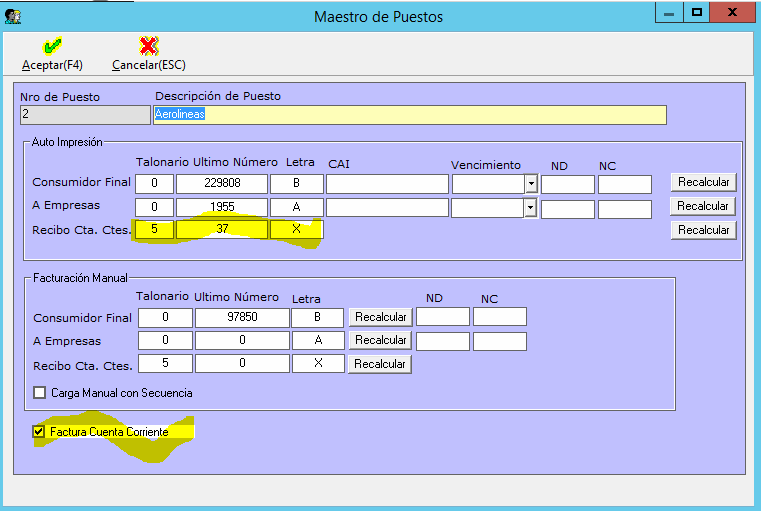 Maestro de Puestos
Aceptar(F4) Cancelar(ESC)
Nro de Puesto Descripción de Puesto
2 Aerolineas
Auto Impresión
Talonario Ultimo Número Letra CAI Vencimiento ND NC
Consumidor Final 0 229808 B Recalcular
A Empresas 0 1955 A Recalcular
Recibo Cta. Ctes. 5 37 X Recalcular
Facturación Manual
Talonario Ultimo Número Letra ND NC
Consumidor Final 0 97850 B Recalcular
A Empresas 0 0 A Recalcular
Recibo Cta. Ctes. 5 0 X Recalcular
Carga Manual con Secuencia
Factura Cuenta Corriente